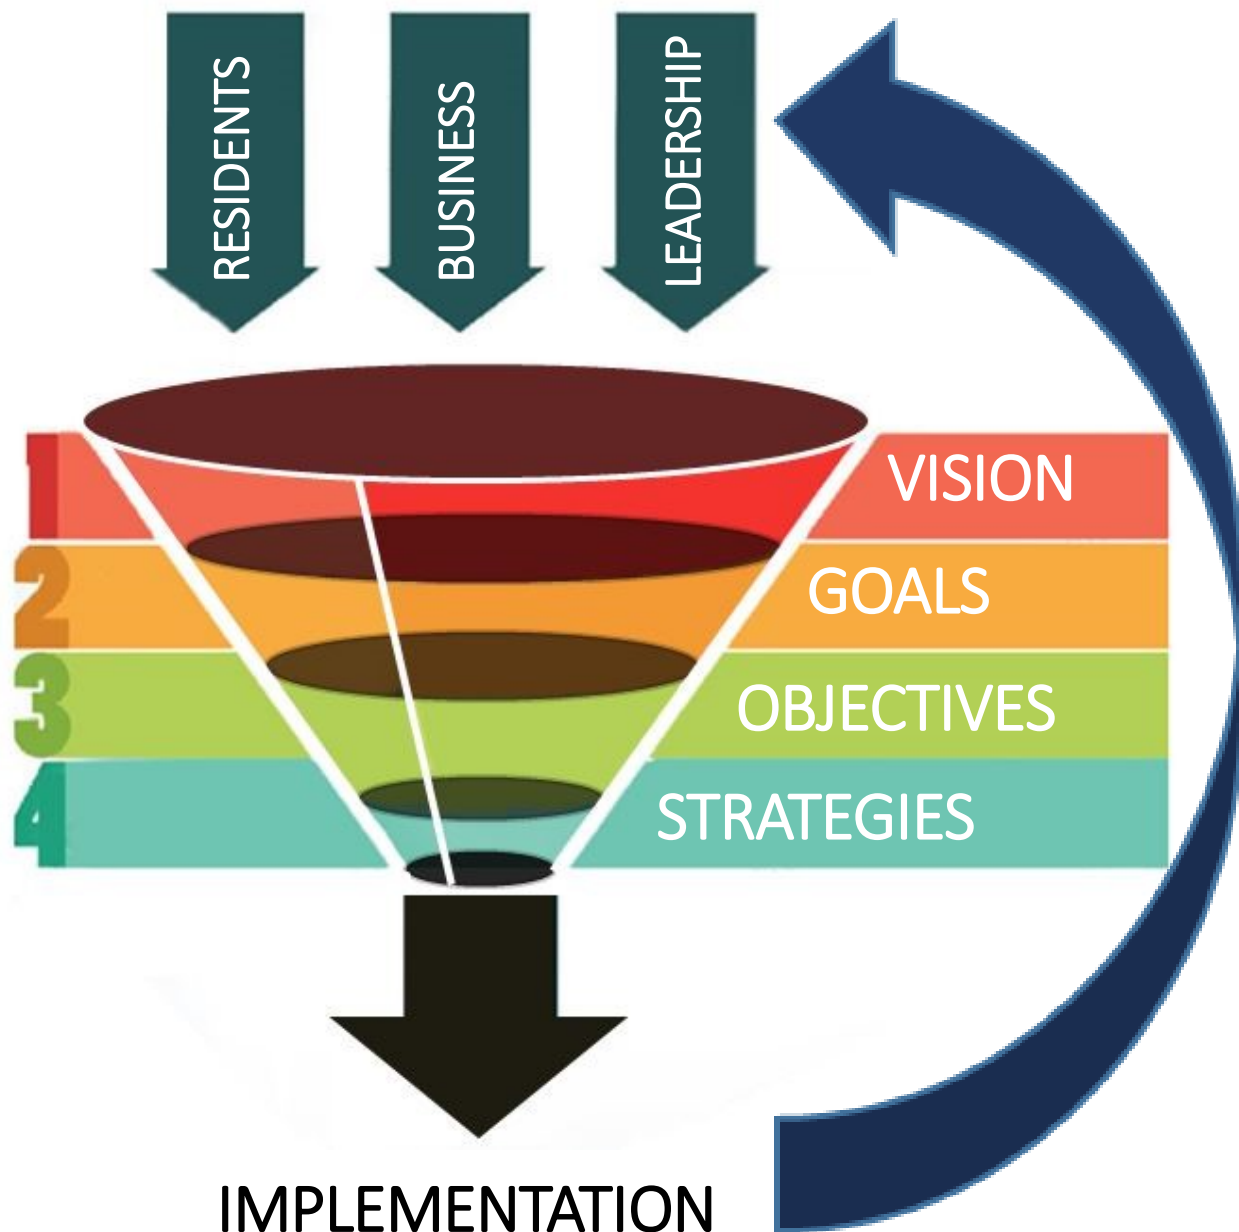 RESIDENTS
BUSINESS
LEADERSHIP
1
VISION
2
GOALS
3
OBJECTIVES
4
STRATEGIES
IMPLEMENTATION